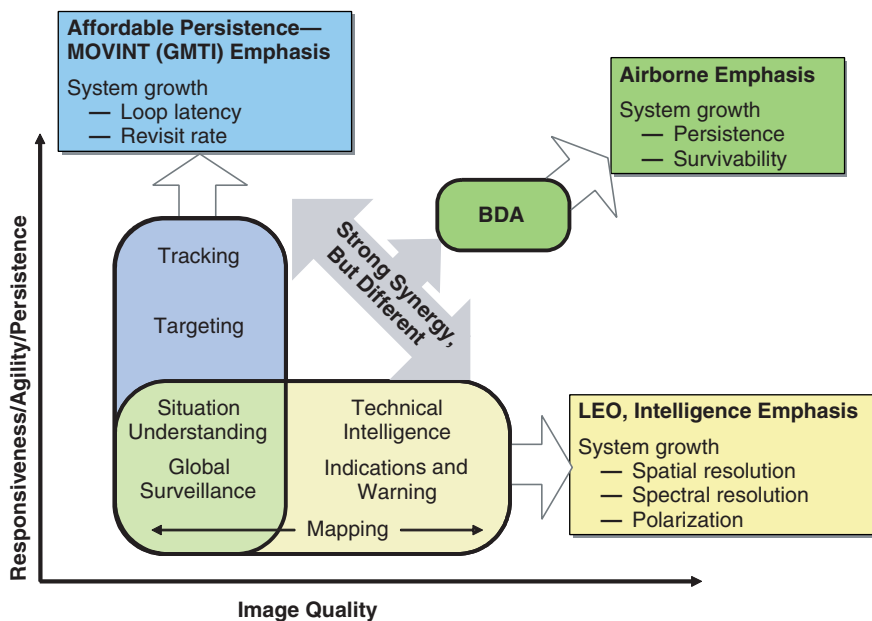 Affordable Persistence—
MOVINT (GMTI) Emphasis
System growth
— Loop latency
— Revisit rate
Airborne Emphasis
System growth
— Persistence
— Survivability
BDA
Strong Synergy,
But Different
Tracking
Targeting
Situation
Understanding
Global
Surveillance
Technical
Intelligence
Indications and
Warning
Mapping
LEO, Intelligence Emphasis
System growth
— Spatial resolution
— Spectral resolution
— Polarization
Responsiveness/Agility/Persistence
Image Quality